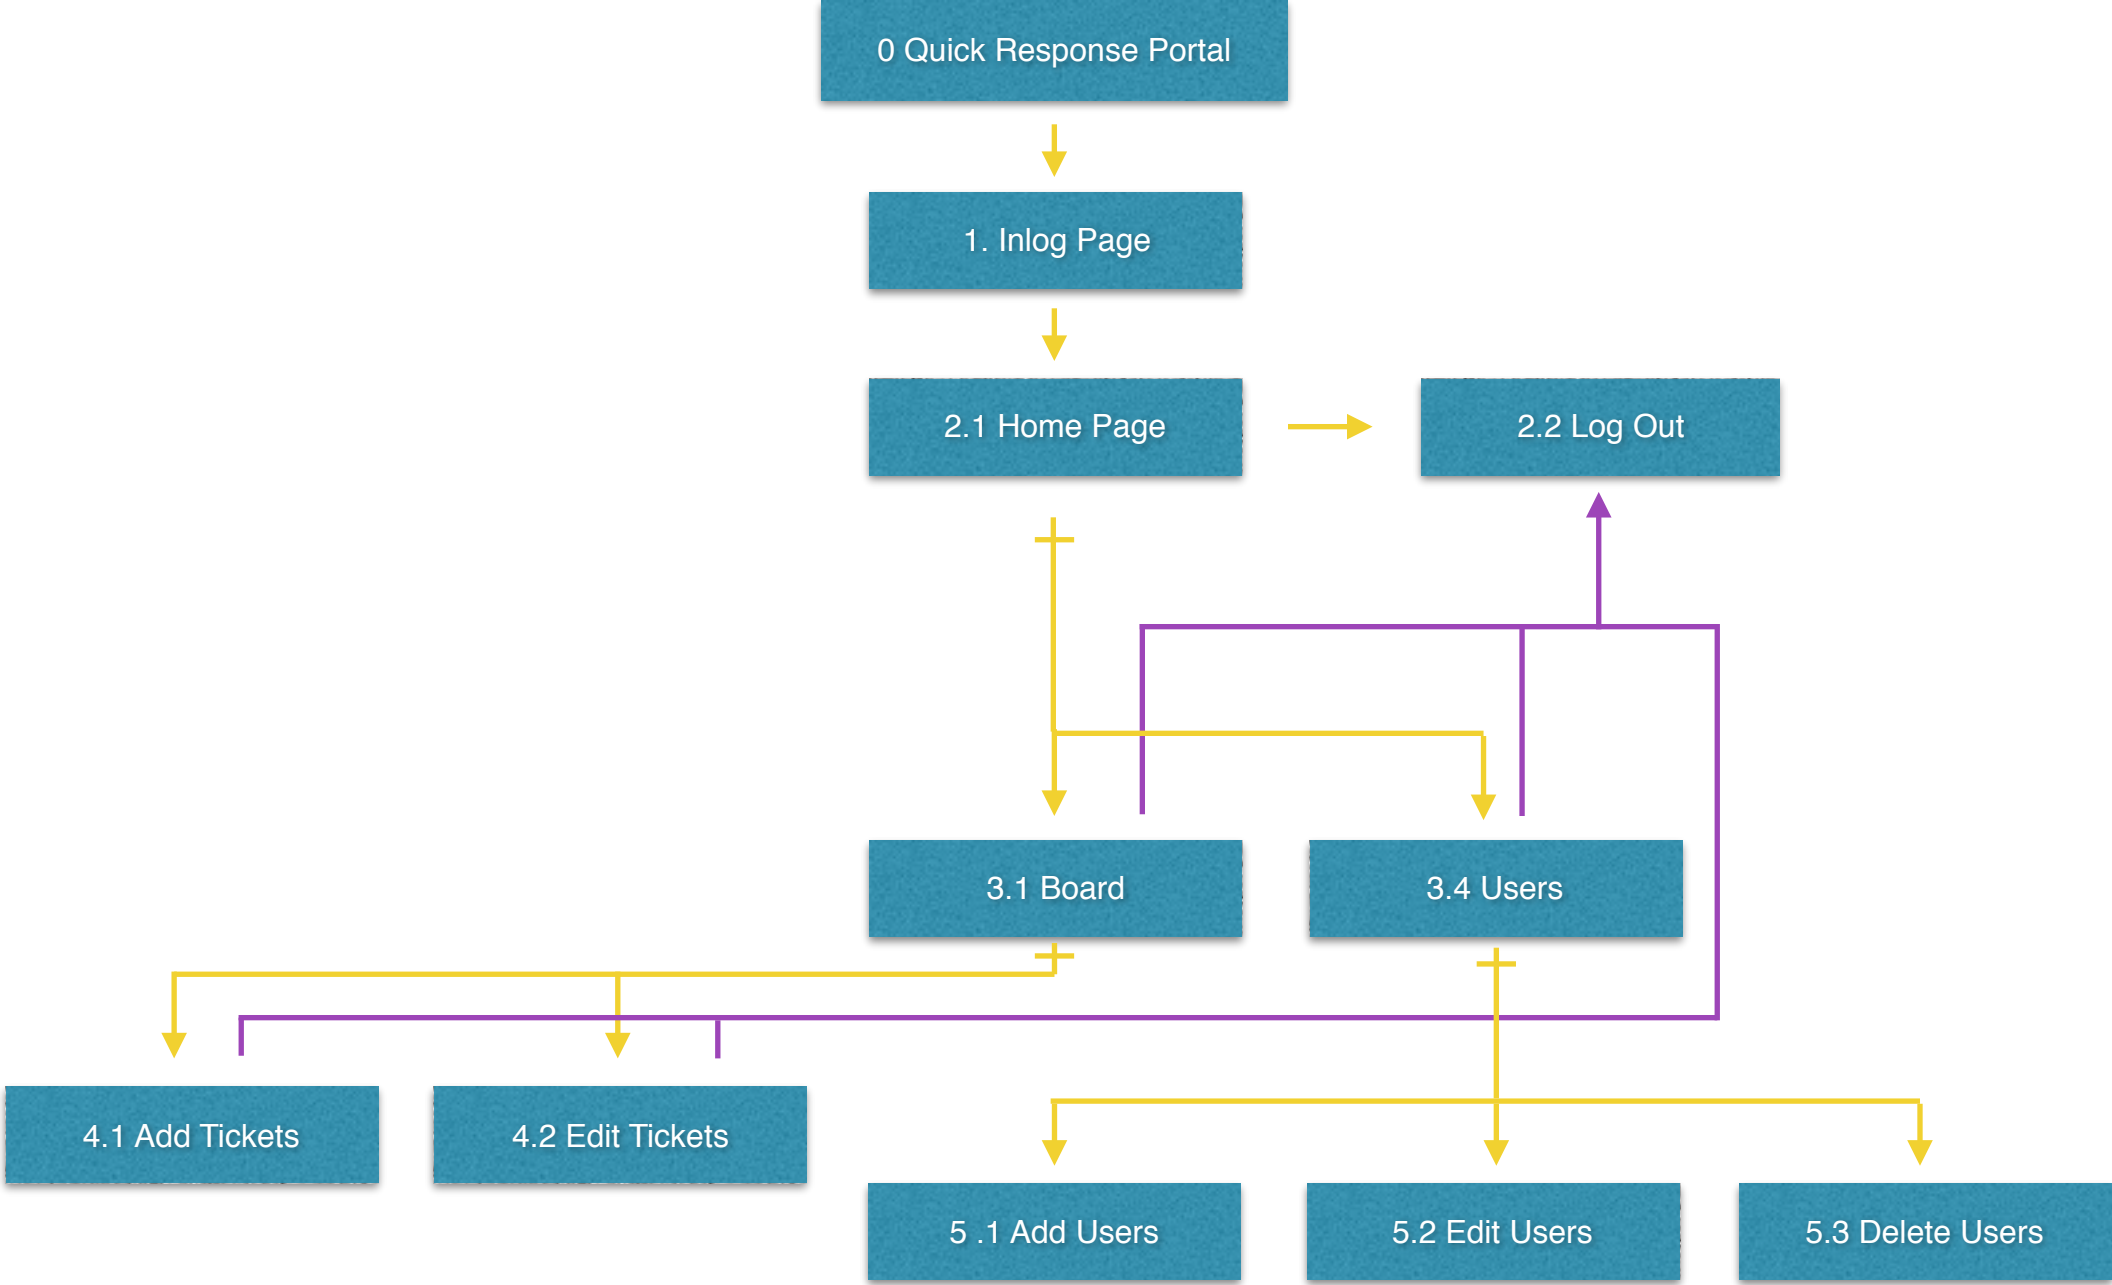 0 Quick Response Portal
1. Inlog Page
2.1 Home Page
2.2 Log Out
3.1 Board
3.4 Users
4.1 Add Tickets
4.2 Edit Tickets
5 .1 Add Users
5.2 Edit Users
5.3 Delete Users